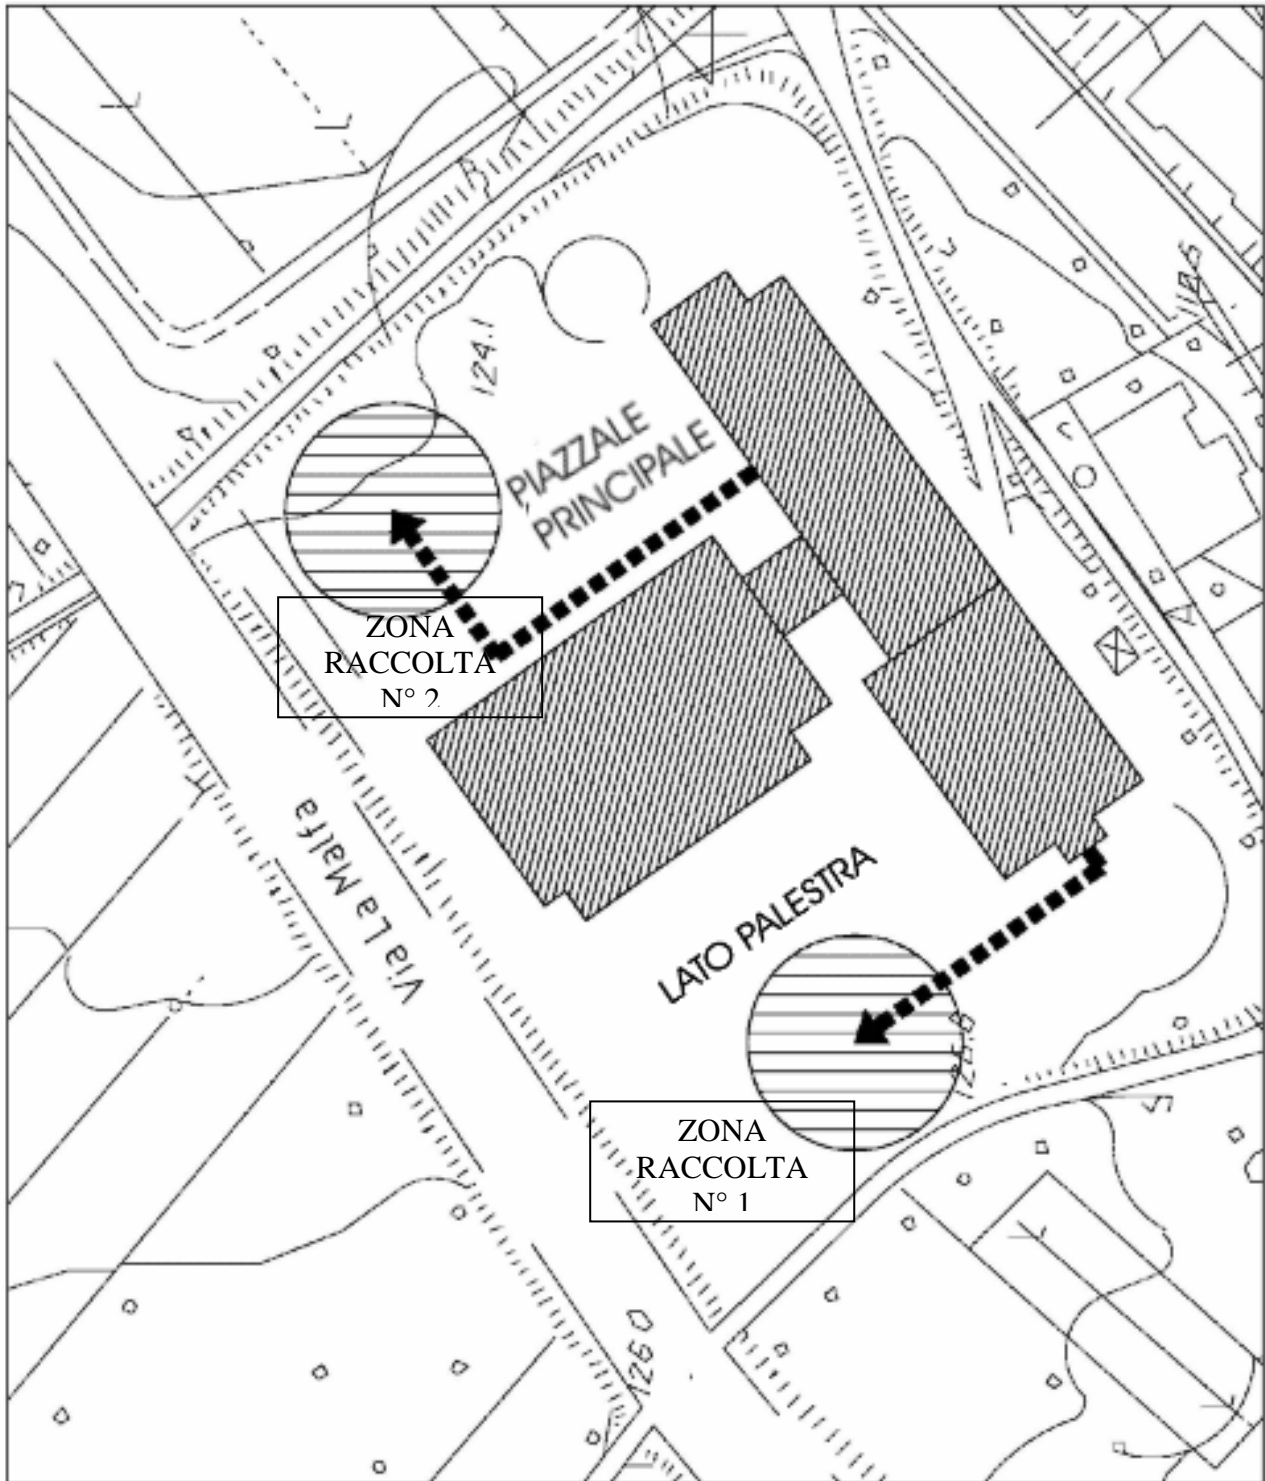 124.1
PIAZZALE
PRINCIPALE
ZONA
RACCOLTA
N° 2
Via La Malfa
LATO PALESTRA
ZONA
RACCOLTA
N° 1
126 0